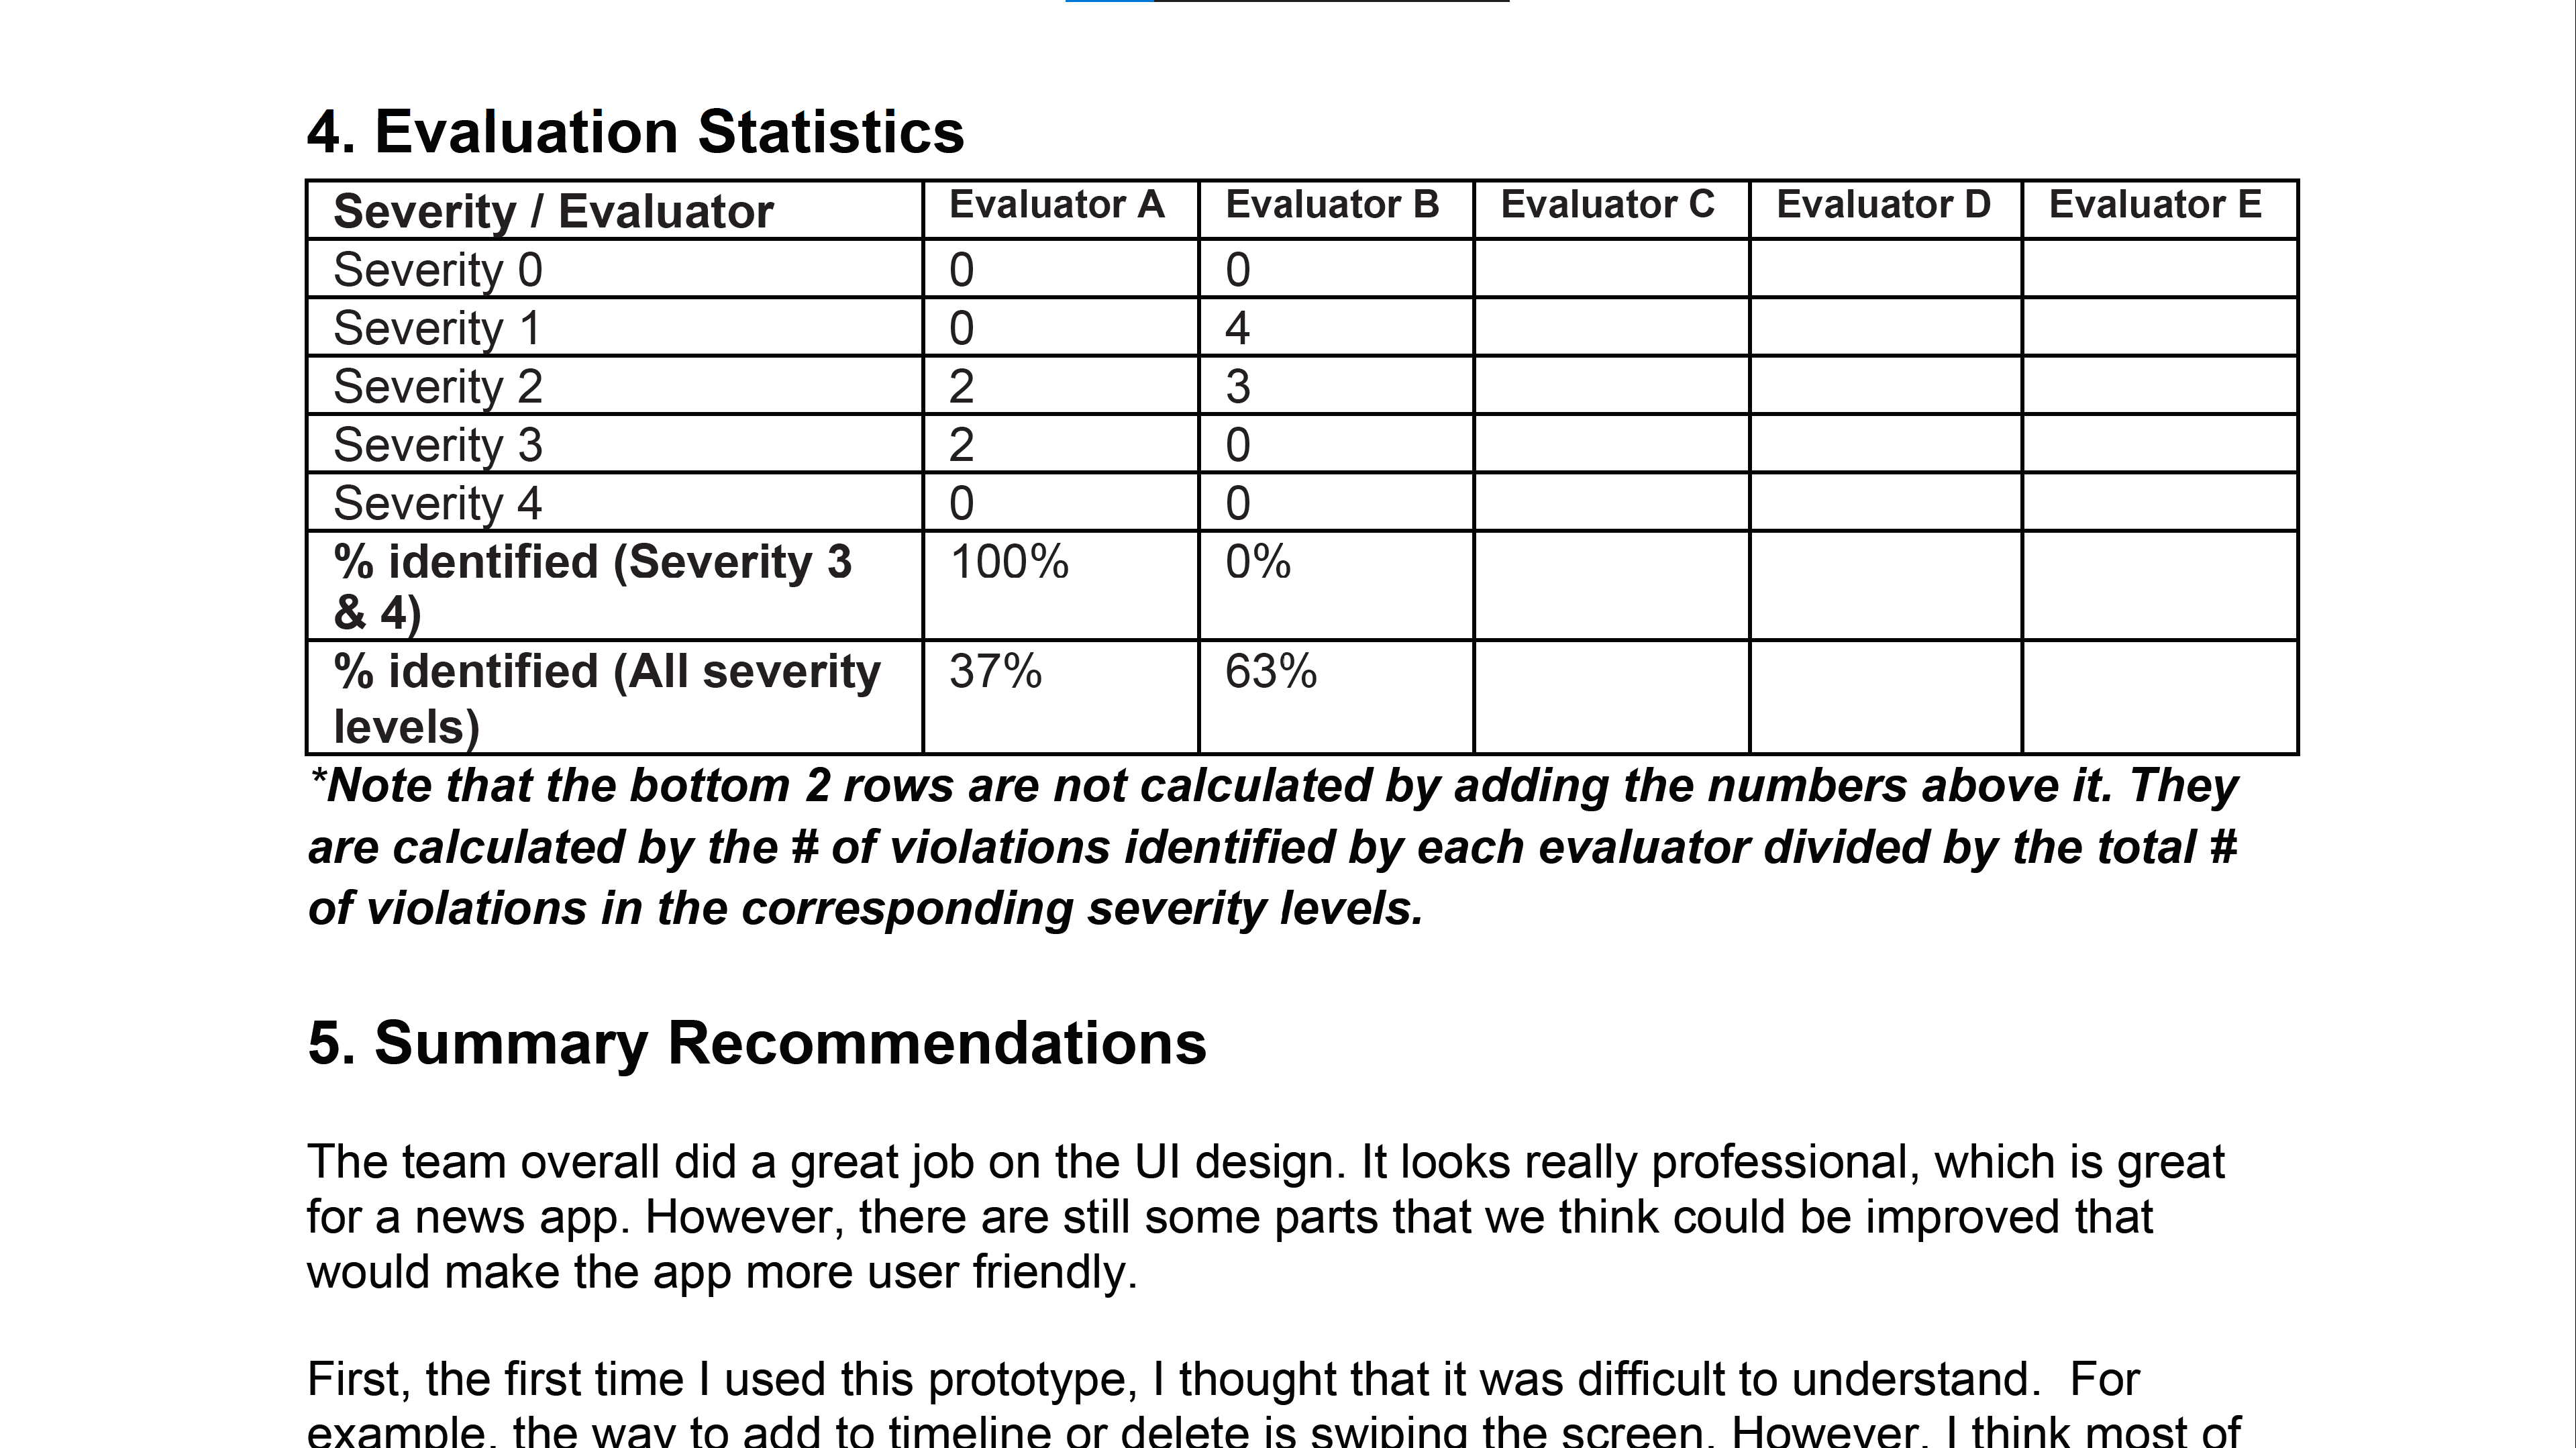 4. Evaluation Statistics
Severity / Evaluator Evaluator A Evaluator B Evaluator C Evaluator D Evaluator E
Severity 0 0 0
Severity 1 0 4
Severity 2 2 3
Severity 3 2 0
Severity 4 0 0
% identified (Severity 3 100% 0%
& 4)
% identified (All severity 37% 63%
levels)
*Note that the bottom 2 rows are not calculated by adding the numbers above it. They
are calculated by the # of violations identified by each evaluator divided by the total #
of violations in the corresponding severity levels.
5. Summary Recommendations
The team overall did a great job on the UI design. It looks really professional, which is great
for a news app. However, there are still some parts that we think could be improved that
would make the app more user friendly.
First, the first time I used this prototype, I thought that it was difficult to understand.  For
example, the way to add to timeline or delete is swiping the screen. However, I think most of